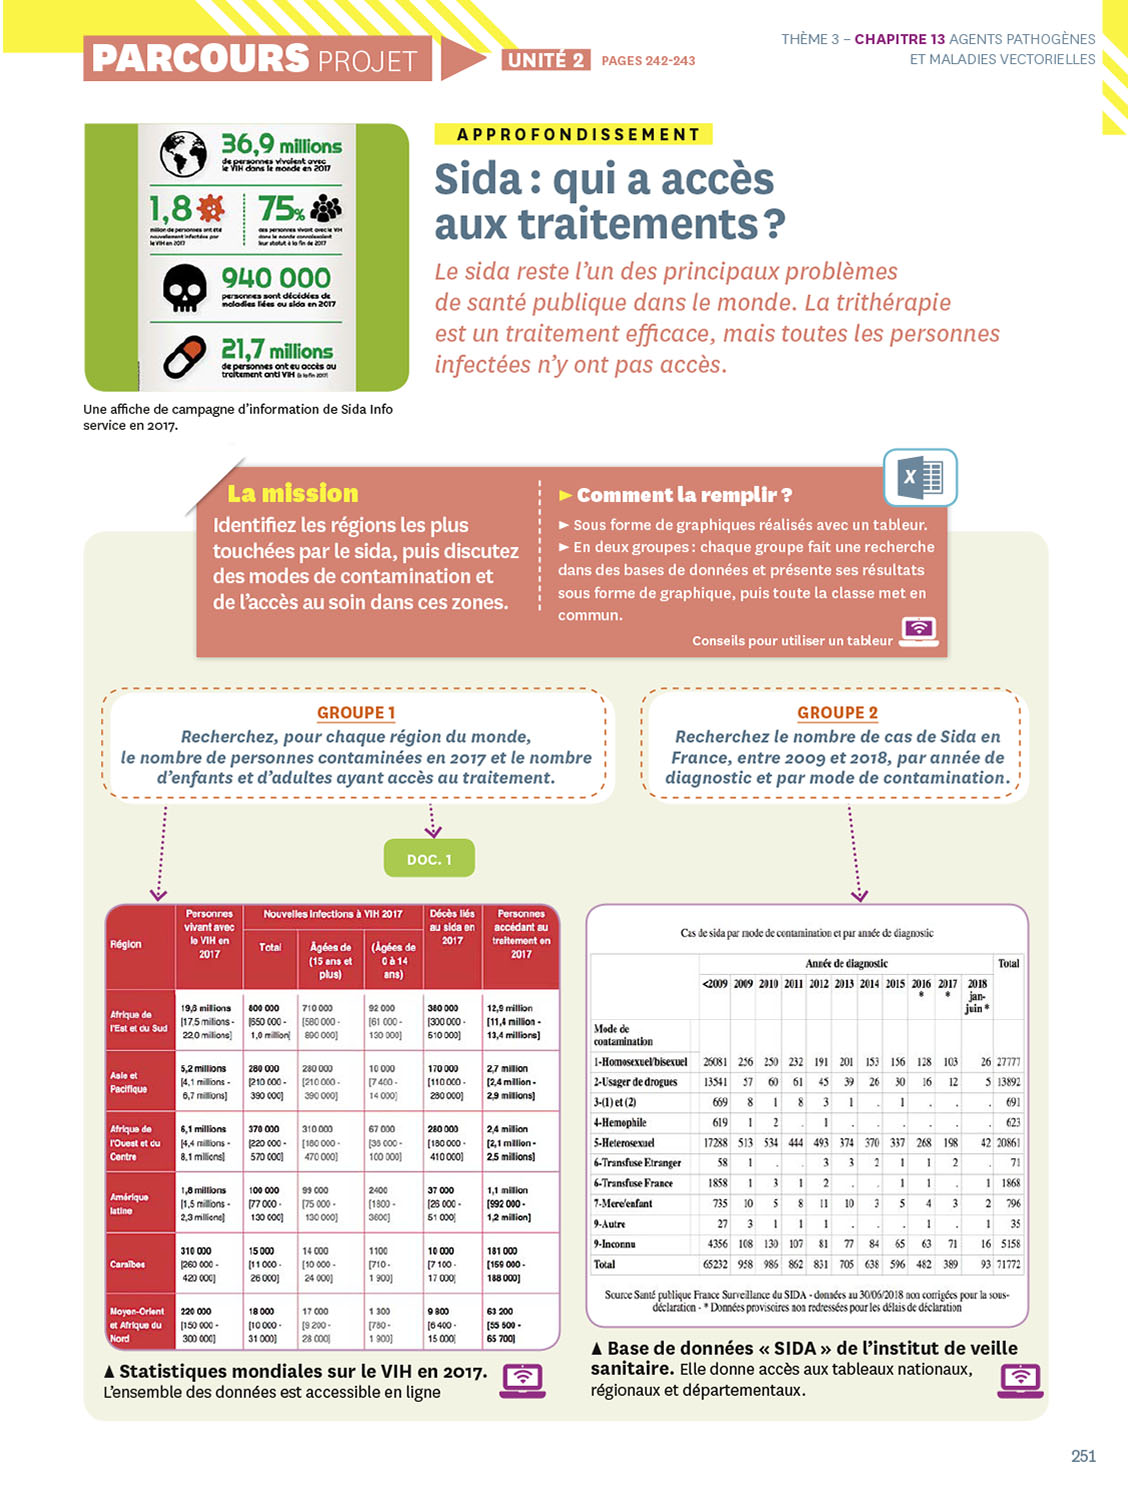 PARCOURS PROJET
UNITÉ 2 PAGES 242-243
THÈME 3 – CHAPITRE 13 AGENTS PATHOGÈNES
ET MALADIES VECTORIELLES
36,9 millions
de personnes vivaient avec
le VIH dans le monde en 2017
1,8
million de personnes ont été
nouvellement infectées par
le VIH en 2017
75%
des personnes vivant avec le VIH
dans le monde connaissaient
leur statut à la fin de 2017
940 000
personnes sont décédées de
maladies liées au sida en 2017
21,7 millions
de personnes ont eu accès au
traitement anti VIH (à la fin 2017)
Une affiche de campagne d'information de Sida Info
service en 2017.
APPROFONDISSEMENT
Sida : qui a accès
aux traitements ?
Le sida reste l'un des principaux problèmes
de santé publique dans le monde. La trithérapie
est un traitement efficace, mais toutes les personnes
infectées n'y ont pas accès.
La mission
Identifiez les régions les plus
touchées par le sida, puis discutez
des modes de contamination et
de l'accès au soin dans ces zones.
► Comment la remplir ?
► Sous forme de graphiques réalisés avec un tableur.
► En deux groupes : chaque groupe fait une recherche
dans des bases de données et présente ses résultats
sous forme de graphique, puis toute la classe met en
commun.
Conseils pour utiliser un tableur
X
GROUPE 1
Recherchez, pour chaque région du monde,
le nombre de personnes contaminées en 2017 et le nombre
d'enfants et d'adultes ayant accès au traitement.
GROUPE 2
Recherchez le nombre de cas de Sida en
France, entre 2009 et 2018, par année de
diagnostic et par mode de contamination.
DOC. 1
Région
Personnes
vivant avec
le VIH en
2017
Nouvelles Infections à VIH 2017
Total
Âgées de
(15 ans et
plus)
(Âgées de
0 à 14
ans)
Décès liés
au sida en
2017
Personnes
accédant au
traitement en
2017
Afrique de 19,6 millions 800 000 710 000 92 000 380 000 12,9 million
l'Est et du Sud [17,5 millions - [650 000 - [580 000 - [61 000 - [300 000 - [11,4 million -
22,0 millions] 1,0 million] 890 000] 130 000] 510 000] 13,4 millions]
Asie et 5,2 millions 280 000 280 000 10 000 170 000 2,7 million
Pacifique [4,1 millions - [210 000 - [210 000 - [7 400 - [110 000 - [2,4 million -
6,7 millions] 390 000] 390 000] 14 000] 280 000] 2,9 millions]
Afrique de 6,1 millions 370 000 310 000 67 000 280 000 2,4 million
l'Ouest et du [4,4 millions - [220 000 - [180 000 - [38 000 - [180 000 - [2,1 million -
Centre 8,1 millions] 570 000] 470 000] 100 000] 410 000] 2,5 millions]
Amérique 1,8 millions 100 000 99 000 2400 37 000 1,1 million
latine [1,5 millions - [77 000 - [75 000 - [1800 - [26 000 - [992 000 -
2,3 millions] 130 000] 130 000] 3600] 51 000] 1,2 million]
Caraïbes 310 000 15 000 14 000 1100 10 000 181 000
[260 000 - [11 000 - [10 000 - [710 - [7 100 - [159 000 -
420 000] 26 000] 24 000] 1 900] 17 000] 188 000]
Moyen-Orient 220 000 18 000 17 000 1 300 9 800 63 200
et Afrique du [150 000 - [10 000 - [9 200 - [780 - [6 400 - [55 500 -
Nord 300 000] 31 000] 28 000] 1 900] 15 000] 65 700]
▲ Statistiques mondiales sur le VIH en 2017.
L'ensemble des données est accessible en ligne
Cas de sida par mode de contamination et par année de diagnostic
Année de diagnostic Total
<2009 2009 2010 2011 2012 2013 2014 2015 2016 * 2017 * 2018 jan-juin *
Mode de
contamination
1-Homosexuel/bisexuel 26081 256 250 232 191 201 153 156 128 103 26 27777
2-Usager de drogues 13541 57 60 61 45 39 26 30 16 12 5 13892
3-(1) et (2) 669 8 1 8 3 1 . 1 . . . 691
4-Hemophile 619 1 2 . 1 . . . . . . 623
5-Heterosexuel 17288 513 534 444 493 374 370 337 268 198 42 20861
6-Transfuse Etranger 58 1 . . 3 3 2 1 1 2 . 71
6-Transfuse France 1858 1 3 1 2 . . 1 1 . 1 1868
7-Mere/enfant 735 10 5 8 11 10 3 5 4 3 2 796
9-Autre 27 3 1 1 1 . . . 1 . 1 35
9-Inconnu 4356 108 130 107 81 77 84 65 63 71 16 5158
Total 65232 958 986 862 831 705 638 596 482 389 93 71772
Source Santé publique France Surveillance du SIDA - données au 30/06/2018 non corrigées pour la sous-
déclaration - * Données provisoires non redressées pour les délais de déclaration
▲ Base de données « SIDA » de l'institut de veille
sanitaire. Elle donne accès aux tableaux nationaux,
régionaux et départementaux.
251